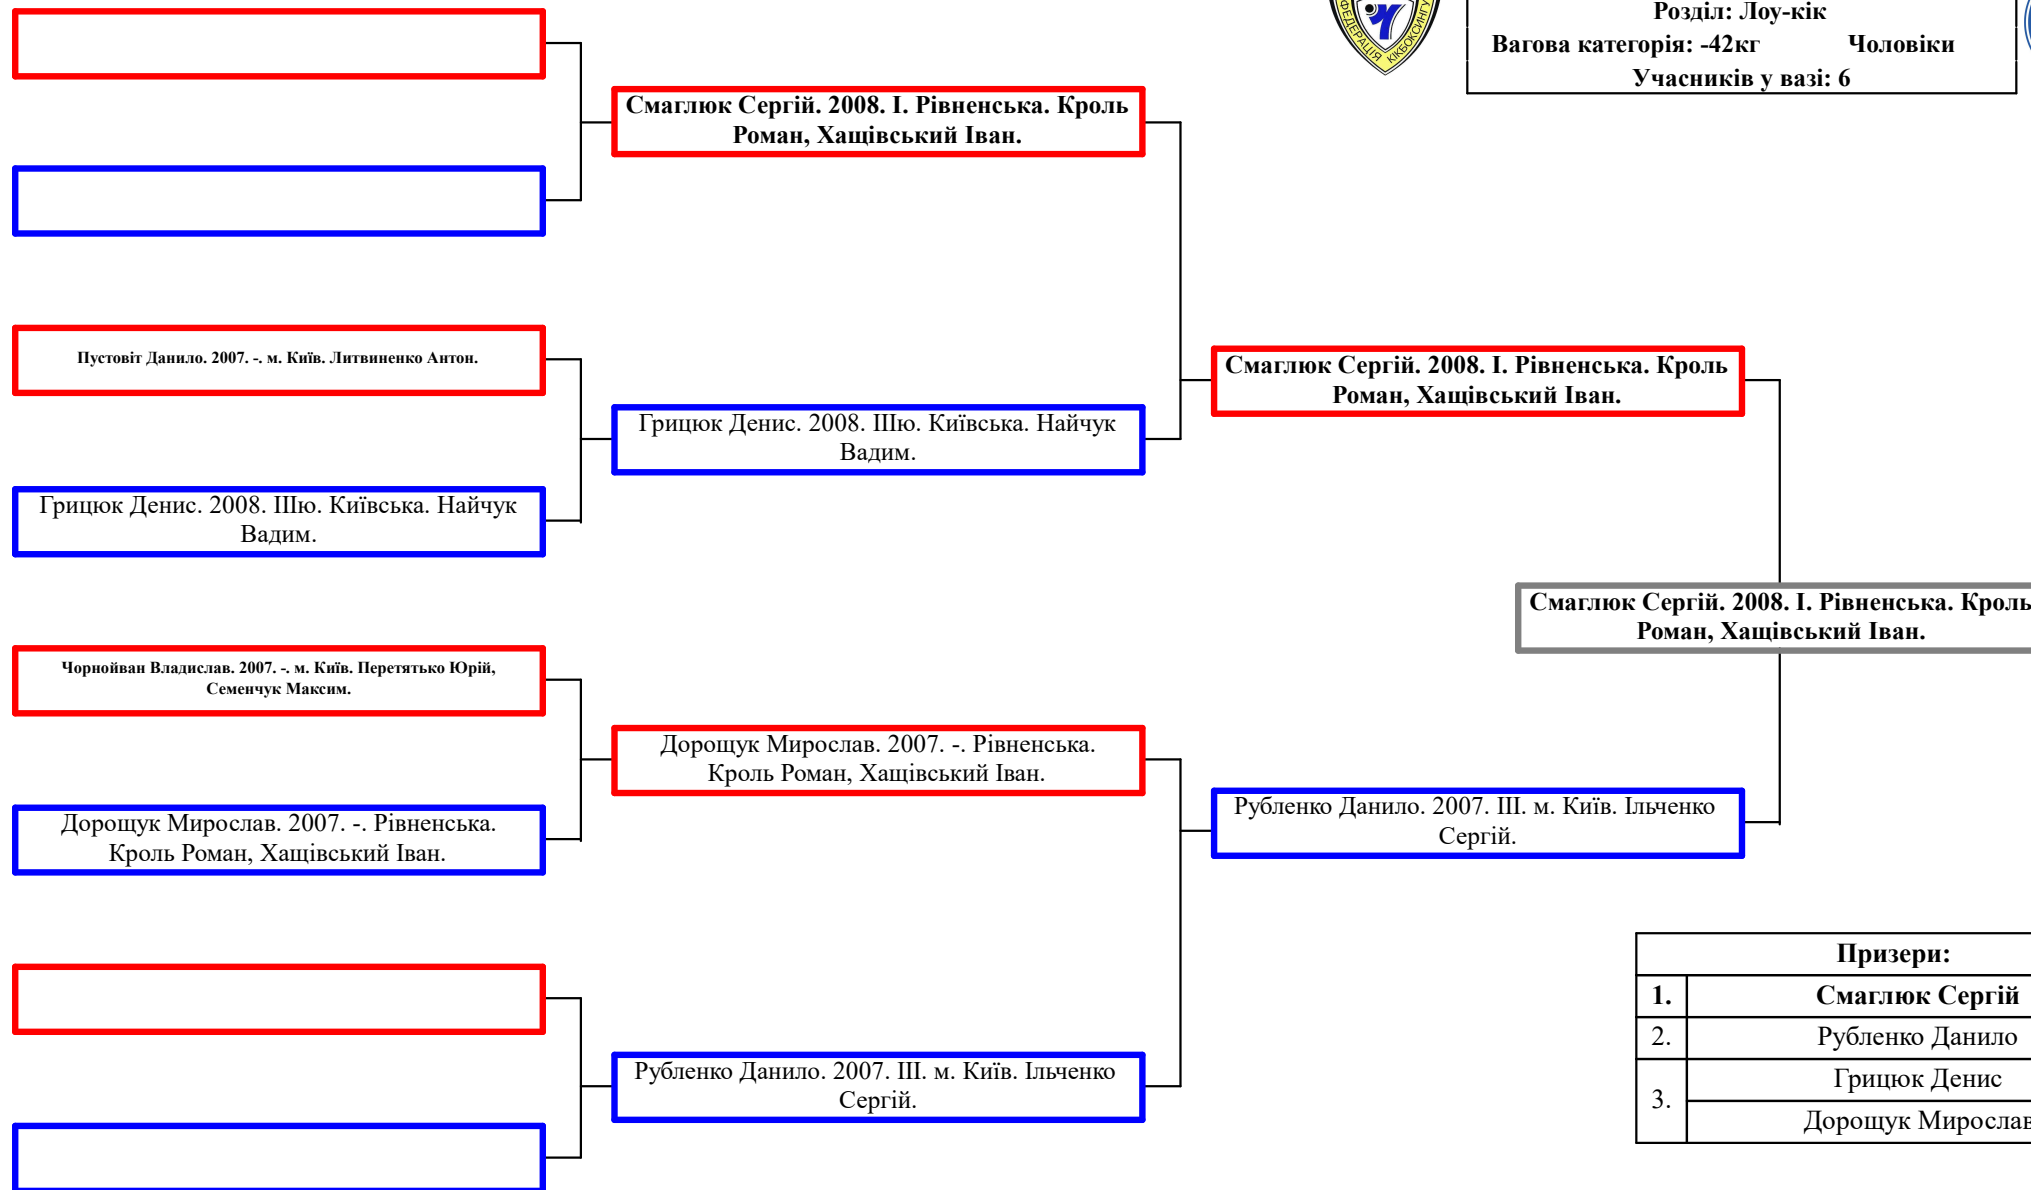 ФЕДЕРАЦІЯ КІКБОКСИНГУ
Розділ: Лоу-кік
Вагова категорія: -42кг Чоловіки
Учасників у вазі: 6
Смаглюк Сергій. 2008. І. Рівненська. Кроль
Роман, Хащівський Іван.
Пустовіт Данило. 2007. -. м. Київ. Литвиненко Антон.
Грицюк Денис. 2008. ІІІю. Київська. Найчук
Вадим.
Грицюк Денис. 2008. ІІІю. Київська. Найчук
Вадим.
Смаглюк Сергій. 2008. І. Рівненська. Кроль
Роман, Хащівський Іван.
Смаглюк Сергій. 2008. І. Рівненська. Кроль
Роман, Хащівський Іван.
Чорнойван Владислав. 2007. -. м. Київ. Перетятько Юрій,
Семенчук Максим.
Дорощук Мирослав. 2007. -. Рівненська.
Кроль Роман, Хащівський Іван.
Дорощук Мирослав. 2007. -. Рівненська.
Кроль Роман, Хащівський Іван.
Рубленко Данило. 2007. ІІІ. м. Київ. Ільченко
Сергій.
Рубленко Данило. 2007. ІІІ. м. Київ. Ільченко
Сергій.
Призери:
1. Смаглюк Сергій
2. Рубленко Данило
3. Грицюк Денис
Дорощук Мирослав